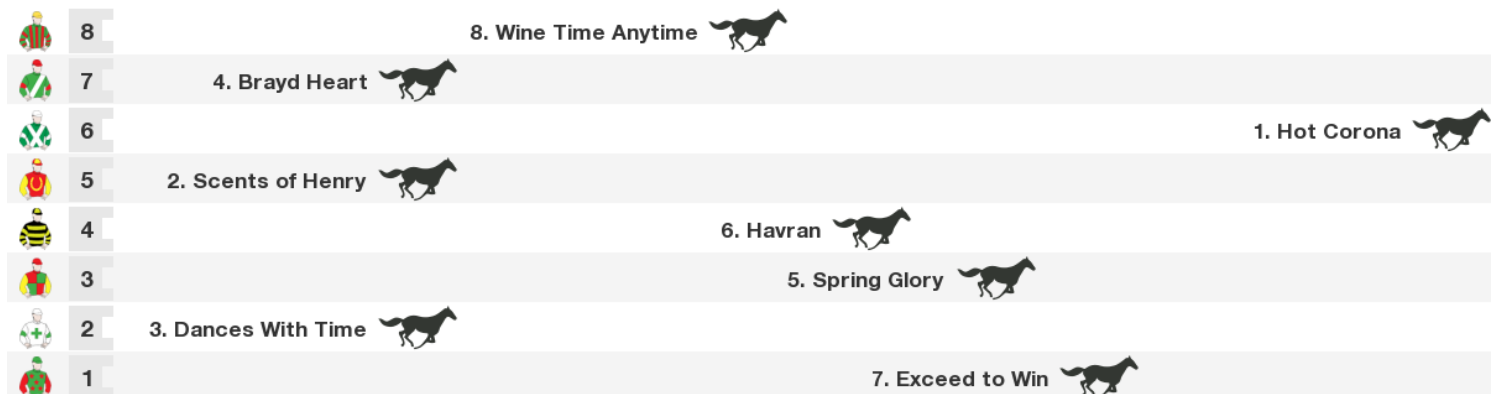 8 8. Wine Time Anytime
7 4. Brayd Heart
6 1. Hot Corona
5 2. Scents of Henry
4 6. Havran
3 5. Spring Glory
2 3. Dances With Time
1 7. Exceed to Win